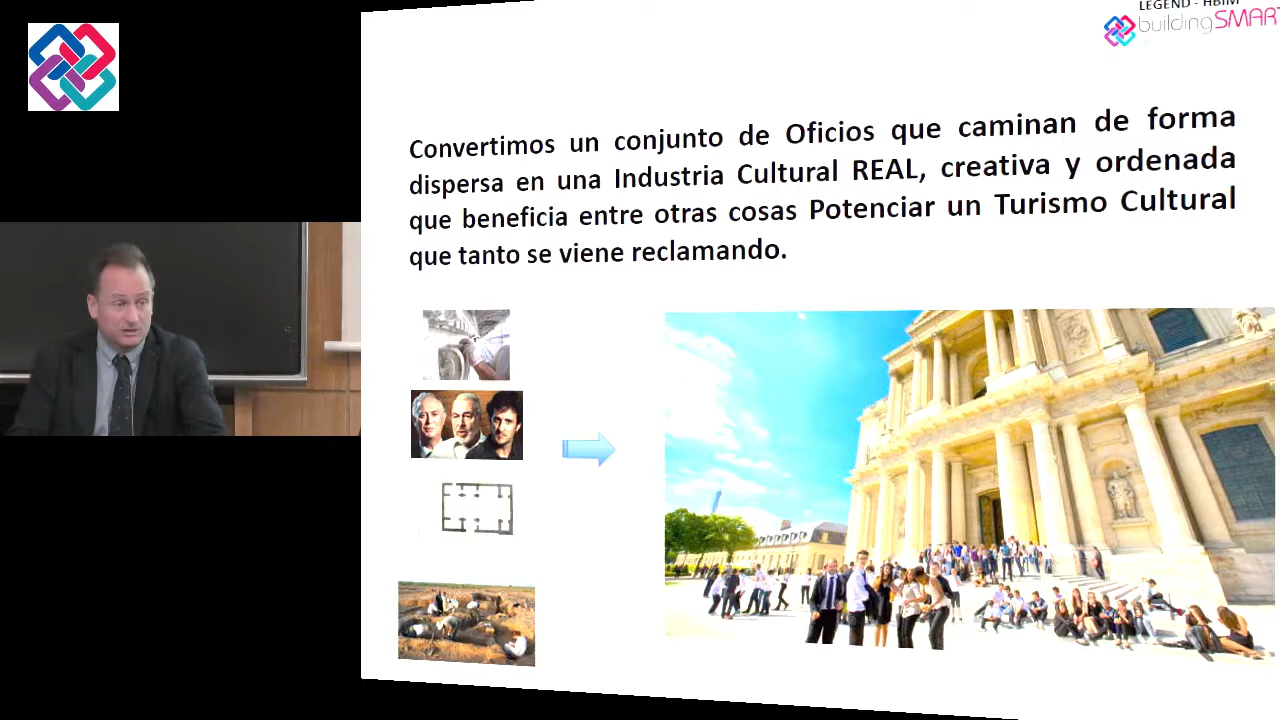 LEGEND - HBIM
buildingSMART
Convertimos un conjunto de Oficios que caminan de forma
dispersa en una Industria Cultural REAL, creativa y ordenada
que beneficia entre otras cosas Potenciar un Turismo Cultural
que tanto se viene reclamando.